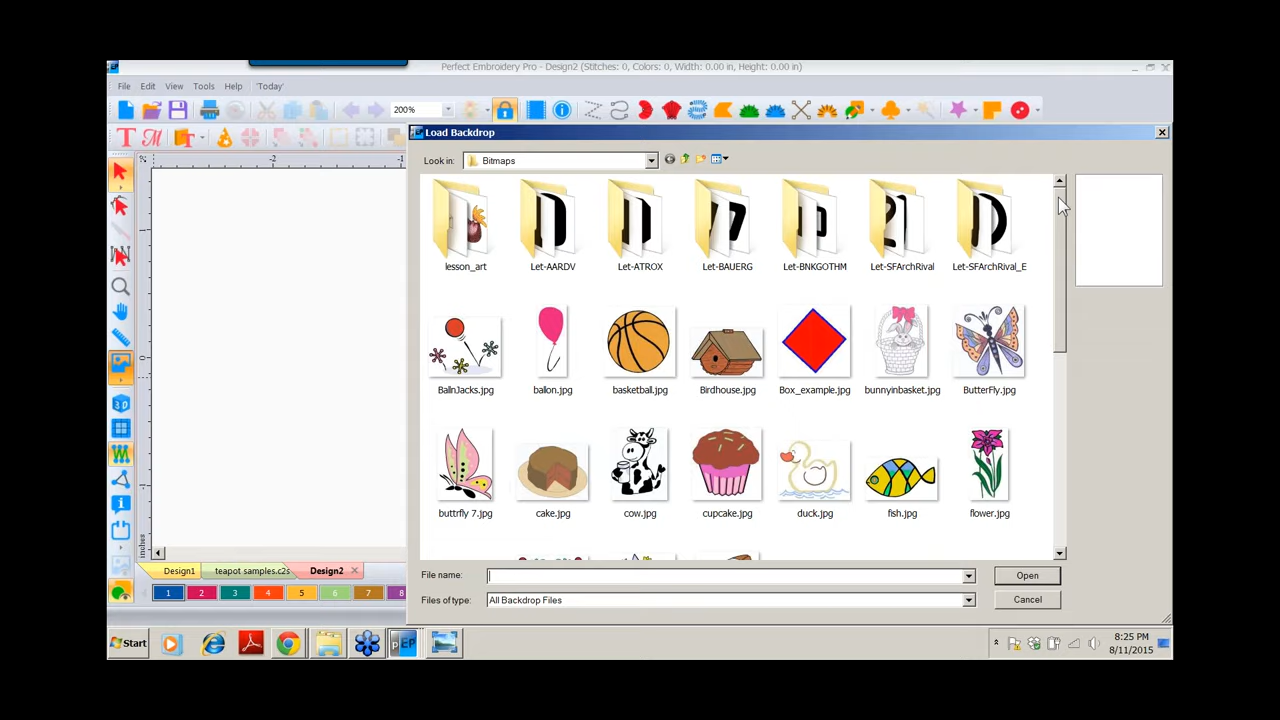 Perfect Embroidery Pro - Design2 (Stitches: 0, Colors: 0, Width: 0.00 in, Height: 0.00 in)
File Edit View Tools Help 'Today'
200%
Load Backdrop
Look in: Bitmaps
-2 -1
lesson_art Let-AARDV Let-ATROX Let-BAUERG Let-BNKGOTHM Let-SFArchRival Let-SFArchRival_E
BallnJacks.jpg ballon.jpg basketball.jpg Birdhouse.jpg Box_example.jpg bunnyinbasket.jpg ButterFly.jpg
buttrfly 7.jpg cake.jpg cow.jpg cupcake.jpg duck.jpg fish.jpg flower.jpg
0
inches
Design1 teapot samples.c2s Design2
1 2 3 4 5 6 7 8
File name: Open
Files of type: All Backdrop Files Cancel
Start
8:25 PM
8/11/2015